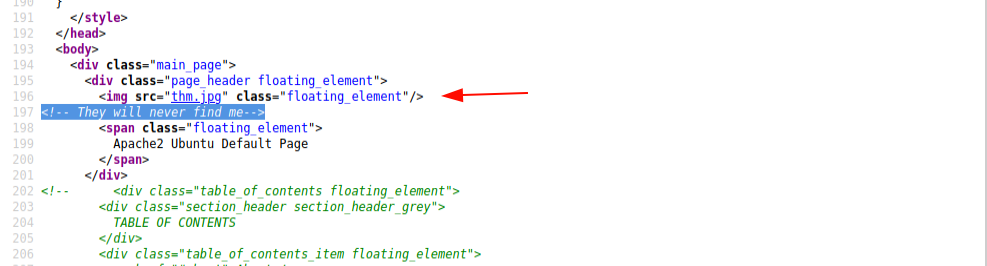 190 }
191 </style>
192 </head>
193 <body>
194 <div class="main_page">
195 <div class="page_header floating_element">
196 <img src="thm.jpg" class="floating_element"/>
197 <!-- They will never find me-->
198 <span class="floating_element">
199 Apache2 Ubuntu Default Page
200 </span>
201 </div>
202 <!-- <div class="table_of_contents floating_element">
203 <div class="section_header section_header_grey">
204 TABLE OF CONTENTS
205 </div>
206 <div class="table_of_contents_item floating_element">